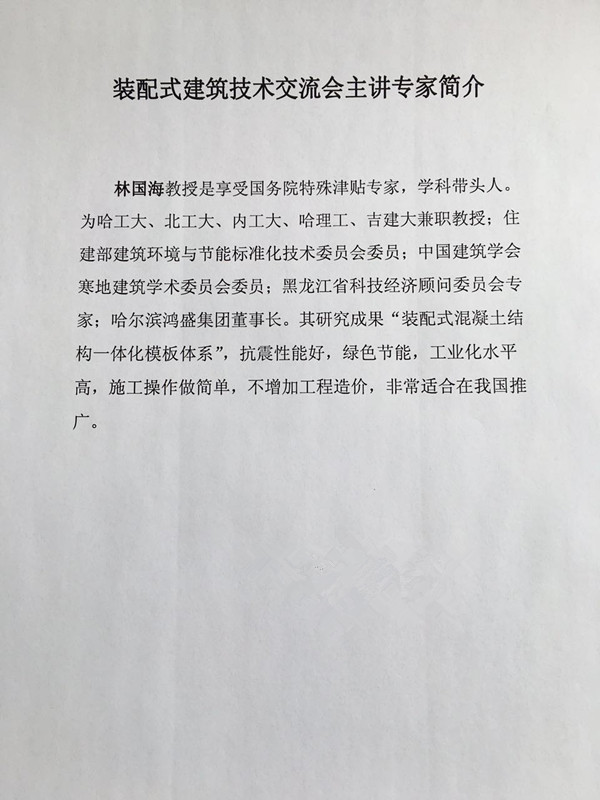 装配式建筑技术交流会主讲专家简介
林国海教授是享受国务院特殊津贴专家，学科带头人。
为哈工大、北工大、内工大、哈理工、吉建大兼职教授；住
建部建筑环境与节能标准化技术委员会委员；中国建筑学会
寒地建筑学术委员会委员；黑龙江省科技经济顾问委员会专
家；哈尔滨鸿盛集团董事长。其研究成果“装配式混凝土结
构一体化模板体系”，抗震性能好，绿色节能，工业化水平
高，施工操作做简单，不增加工程造价，非常适合在我国推
广。